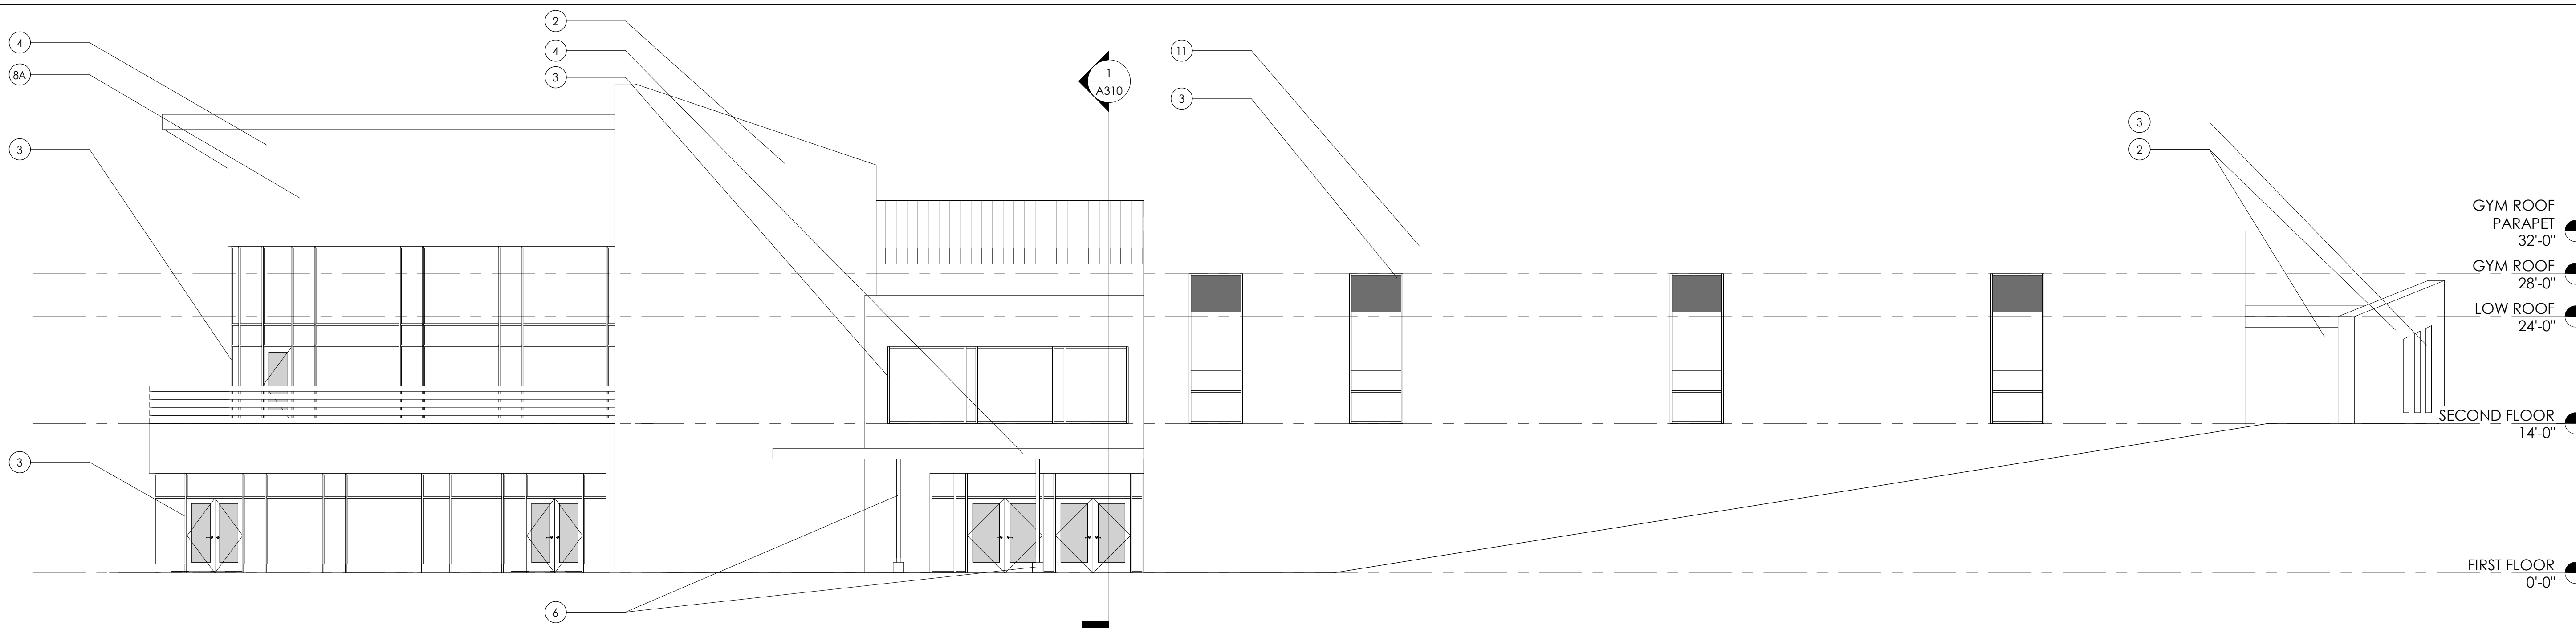 2
4
4
3
1
A310
11
8A
3
3
3
2
3
GYM ROOF
PARAPET
32'-0"
GYM ROOF
28'-0"
LOW ROOF
24'-0"
SECOND FLOOR
14'-0"
3
FIRST FLOOR
0'-0"
6